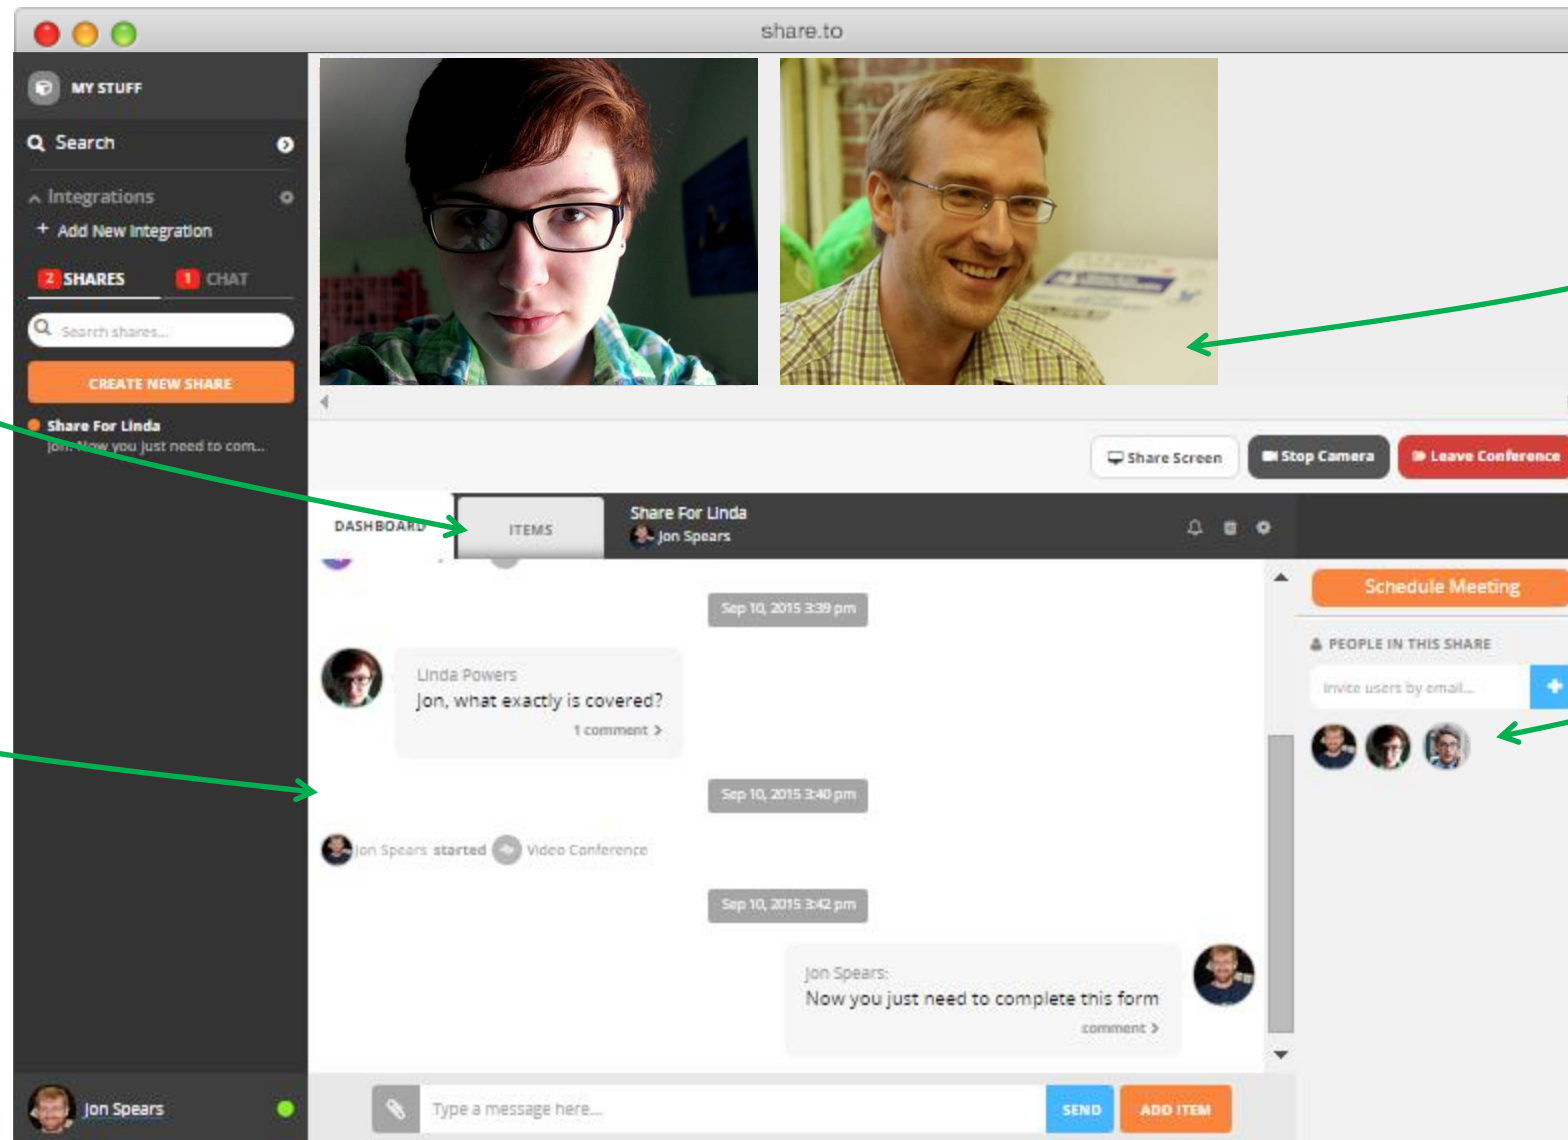 share.to
MY STUFF
Search
Integrations
+ Add New Integration
2 SHARES
1 CHAT
Search shares...
CREATE NEW SHARE
Share For Linda
Jon: Now you just need to com...
Share Screen
Stop Camera
Leave Conference
DASHBOARD
ITEMS
Share For Linda
Jon Spears
Schedule Meeting
Sep 10, 2015 3:39 pm
PEOPLE IN THIS SHARE
Invite users by email...
Linda Powers
Jon, what exactly is covered?
1 comment >
Sep 10, 2015 3:40 pm
Jon Spears started Video Conference
Sep 10, 2015 3:42 pm
Jon Spears:
Now you just need to complete this form
comment >
Jon Spears
Type a message here...
SEND
ADD ITEM